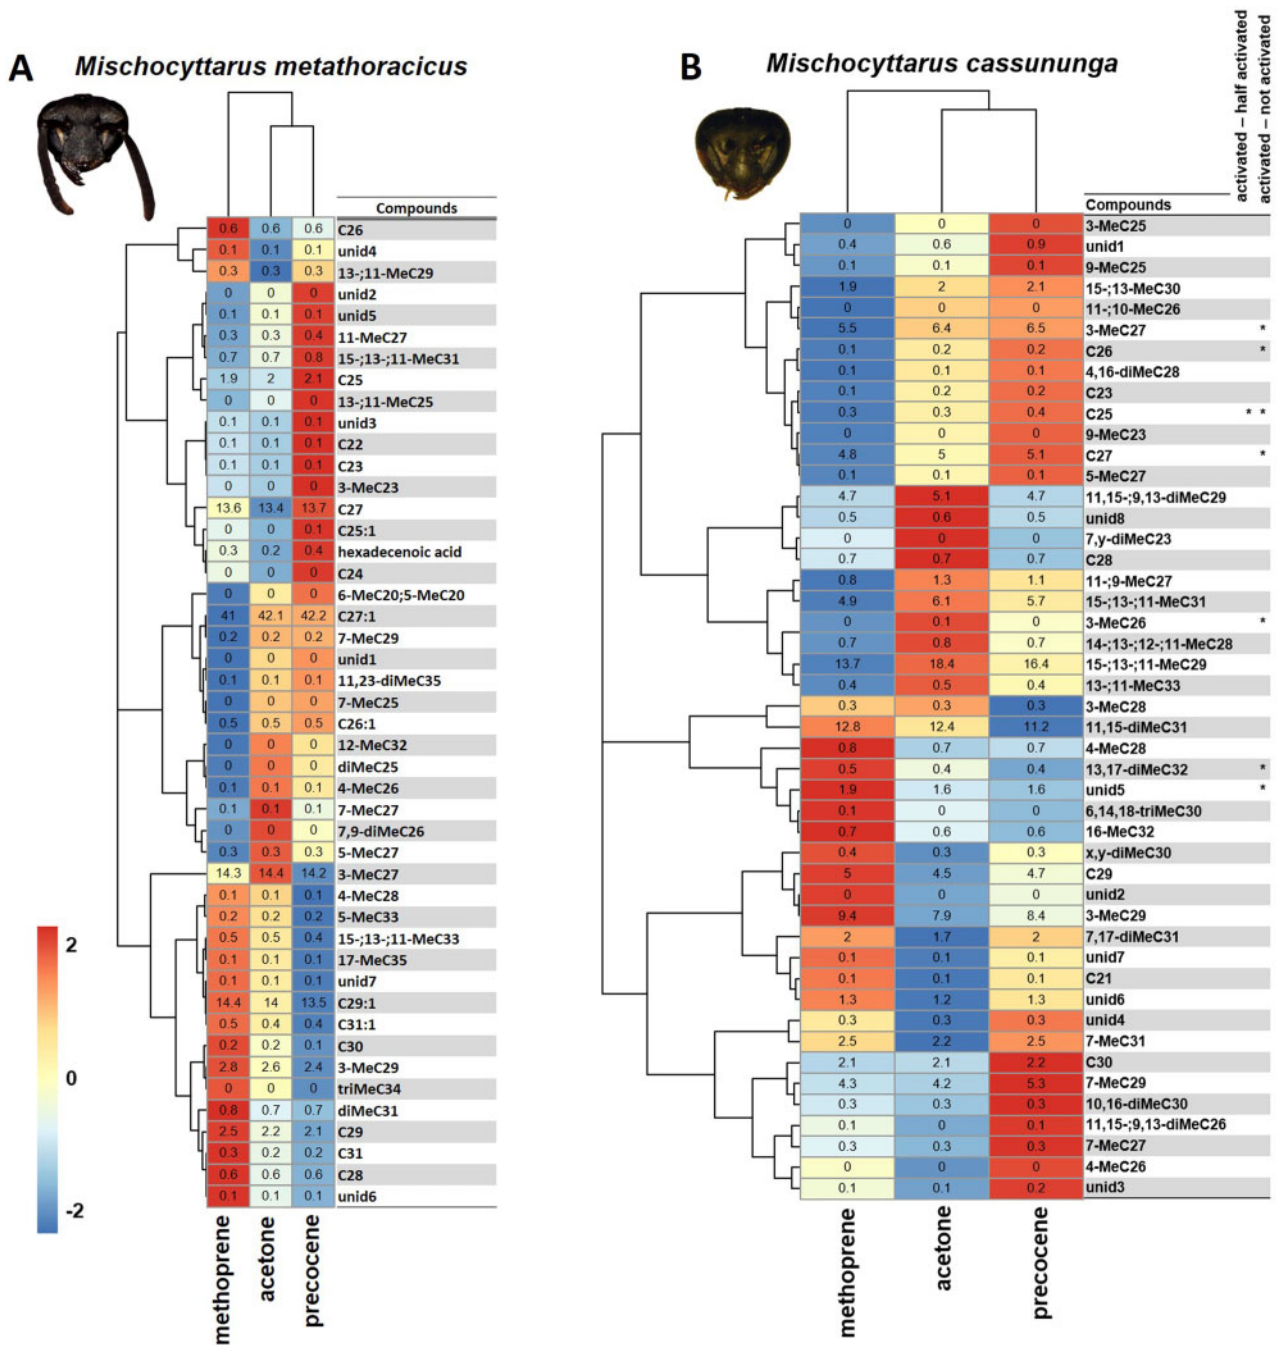 A Mischocyttarus metathoracicus
Compounds
0.6 0.6 0.6 C26
0.1 0.1 0.1 unid4
0.3 0.3 0.3 13-;11-MeC29
0 0 0 unid2
0.1 0.1 0.1 unid5
0.3 0.3 0.4 11-MeC27
0.7 0.7 0.8 15-;13-;11-MeC31
1.9 2 2.1 C25
0 0 0 13-;11-MeC25
0.1 0.1 0.1 unid3
0.1 0.1 0.1 C22
0.1 0.1 0.1 C23
0 0 0 3-MeC23
13.6 13.4 13.7 C27
0 0 0.1 C25:1
0.3 0.2 0.4 hexadecenoic acid
0 0 0 C24
0 0 0 6-MeC20;5-MeC20
41 42.1 42.2 C27:1
0.2 0.2 0.2 7-MeC29
0 0 0 unid1
0.1 0.1 0.1 11,23-diMeC35
0 0 0 7-MeC25
0.5 0.5 0.5 C26:1
0 0 0 12-MeC32
0 0 0 diMeC25
0.1 0.1 0.1 4-MeC26
0.1 0.1 0.1 7-MeC27
0 0 0 7,9-diMeC26
0.3 0.3 0.3 5-MeC27
14.3 14.4 14.2 3-MeC27
0.1 0.1 0.1 4-MeC28
0.2 0.2 0.2 5-MeC33
0.5 0.5 0.4 15-;13-;11-MeC33
0.1 0.1 0.1 17-MeC35
0.1 0.1 0.1 unid7
14.4 14 13.5 C29:1
0.5 0.4 0.4 C31:1
0.2 0.2 0.1 C30
2.8 2.6 2.4 3-MeC29
0 0 0 triMeC34
0.8 0.7 0.7 diMeC31
2.5 2.2 2.1 C29
0.3 0.2 0.2 C31
0.6 0.6 0.6 C28
0.1 0.1 0.1 unid6
2
0
-2
methoprene
acetone
precocene
B Mischocyttarus cassununga
activated – half activated
activated – not activated
Compounds
0 0 0 3-MeC25
0.4 0.6 0.9 unid1
0.1 0.1 0.1 9-MeC25
1.9 2 2.1 15-;13-MeC30
0 0 0 11-;10-MeC26
5.5 6.4 6.5 3-MeC27 *
0.1 0.2 0.2 C26 *
0.1 0.1 0.1 4,16-diMeC28
0.1 0.2 0.2 C23
0.3 0.3 0.4 C25 * *
0 0 0 9-MeC23
4.8 5 5.1 C27 *
0.1 0.1 0.1 5-MeC27
4.7 5.1 4.7 11,15-;9,13-diMeC29
0.5 0.6 0.5 unid8
0 0 0 7,y-diMeC23
0.7 0.7 0.7 C28
0.8 1.3 1.1 11-;9-MeC27
4.9 6.1 5.7 15-;13-;11-MeC31
0 0.1 0 3-MeC26 *
0.7 0.8 0.7 14-;13-;12-;11-MeC28
13.7 18.4 16.4 15-;13-;11-MeC29
0.4 0.5 0.4 13-;11-MeC33
0.3 0.3 0.3 3-MeC28
12.8 12.4 11.2 11,15-diMeC31
0.8 0.7 0.7 4-MeC28
0.5 0.4 0.4 13,17-diMeC32 *
1.9 1.6 1.6 unid5 *
0.1 0 0 6,14,18-triMeC30
0.7 0.6 0.6 16-MeC32
0.4 0.3 0.3 x,y-diMeC30
5 4.5 4.7 C29
0 0 0 unid2
9.4 7.9 8.4 3-MeC29
2 1.7 2 7,17-diMeC31
0.1 0.1 0.1 unid7
0.1 0.1 0.1 C21
1.3 1.2 1.3 unid6
0.3 0.3 0.3 unid4
2.5 2.2 2.5 7-MeC31
2.1 2.1 2.2 C30
4.3 4.2 5.3 7-MeC29
0.3 0.3 0.3 10,16-diMeC30
0.1 0 0.1 11,15-;9,13-diMeC26
0.3 0.3 0.3 7-MeC27
0 0 0 4-MeC26
0.1 0.1 0.2 unid3
methoprene
acetone
precocene